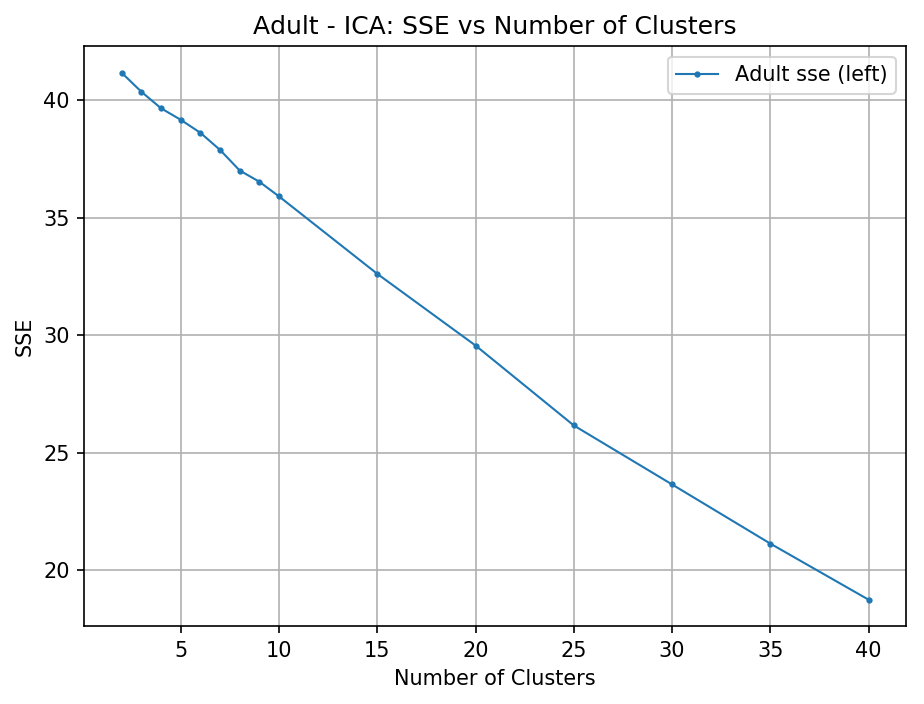 Adult - ICA: SSE vs Number of Clusters
Adult sse (left)
SSE
40
35
30
25
20
5 10 15 20 25 30 35 40
Number of Clusters